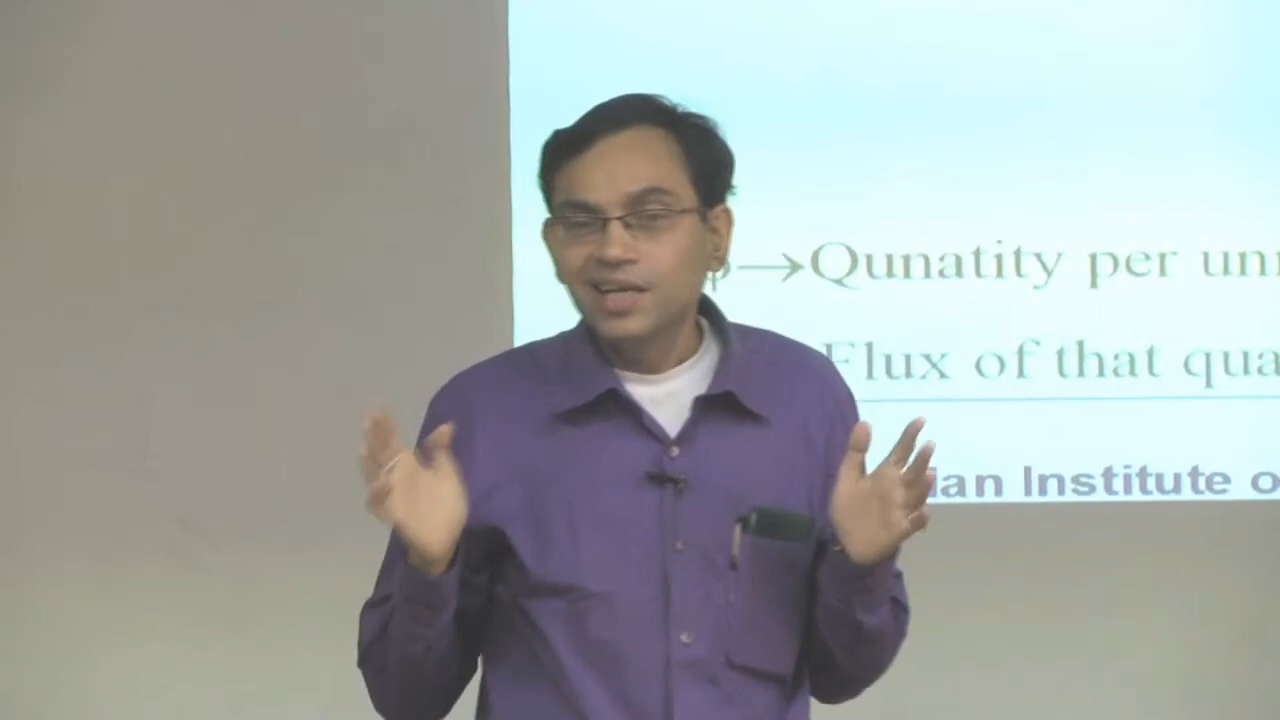 →Qunatity per un
Flux of that qua
ian Institute o